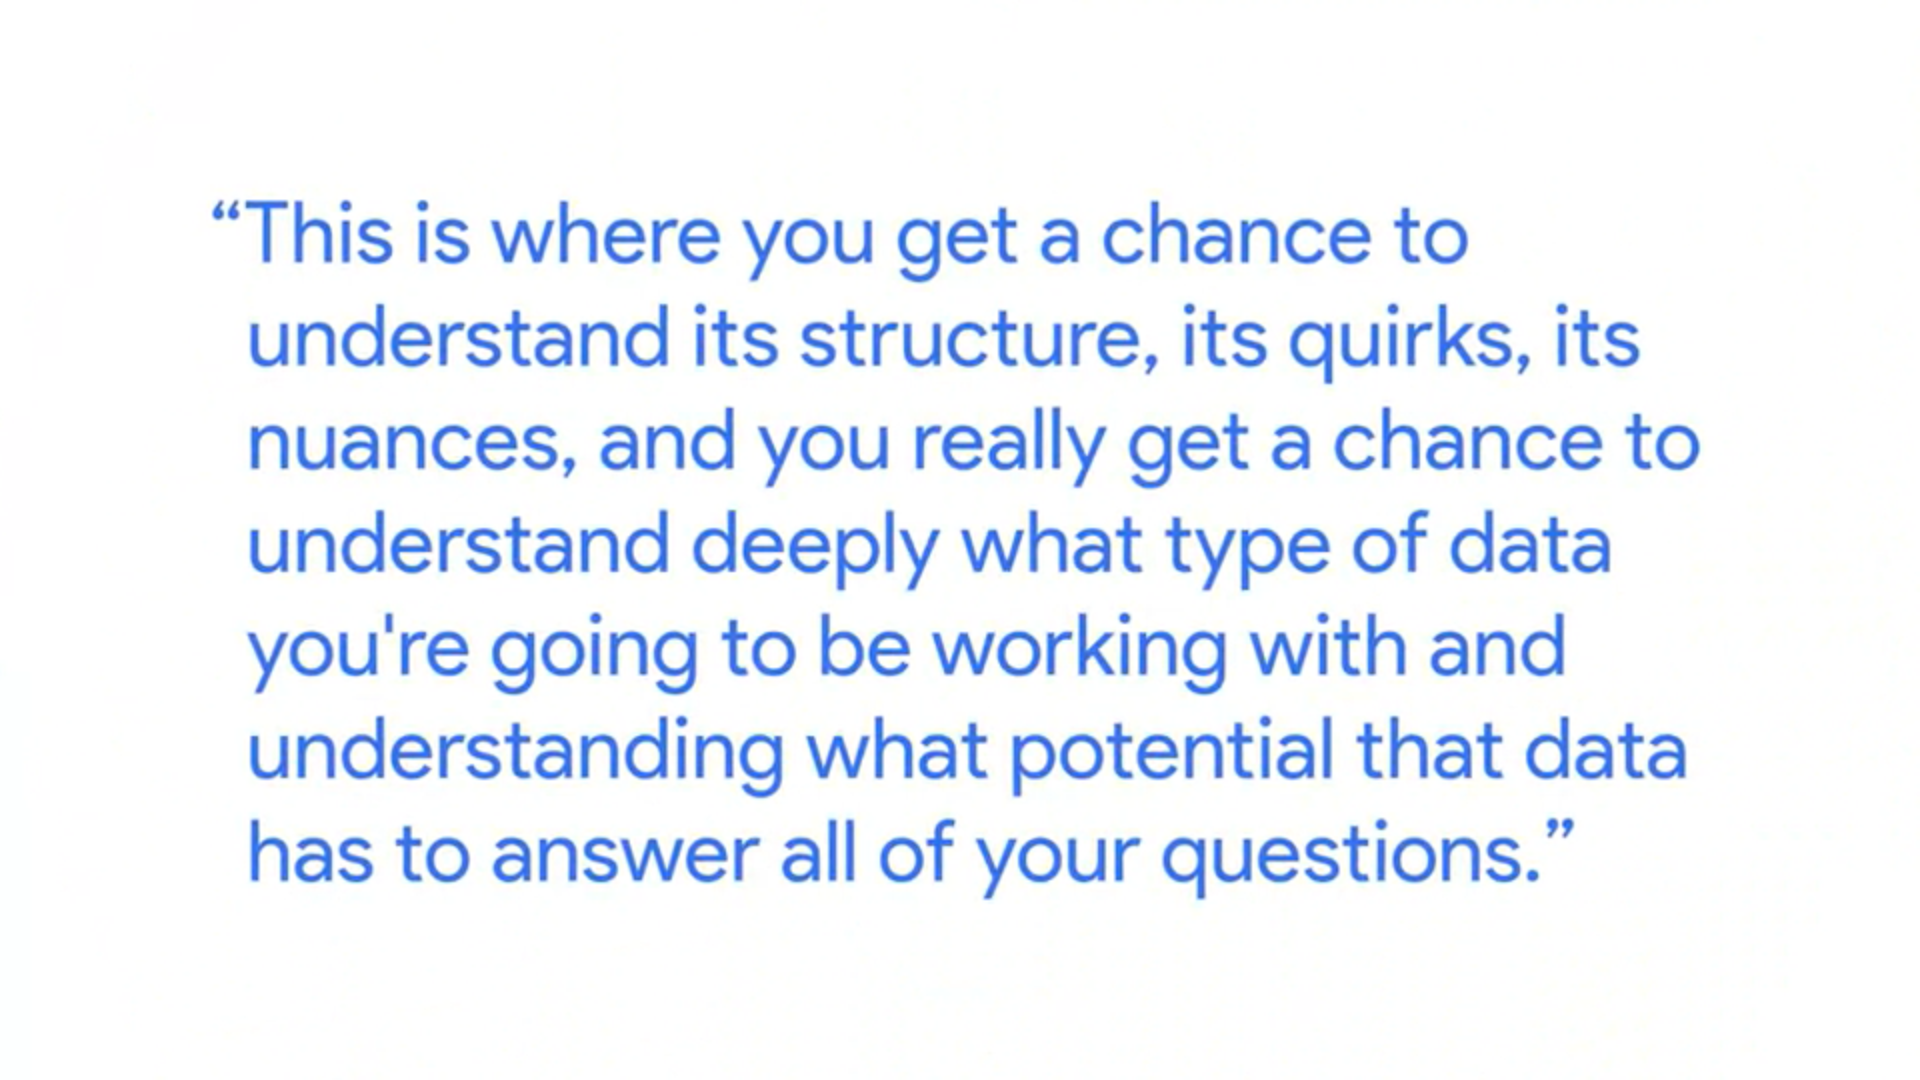 “This is where you get a chance to
understand its structure, its quirks, its
nuances, and you really get a chance to
understand deeply what type of data
you're going to be working with and
understanding what potential that data
has to answer all of your questions.”